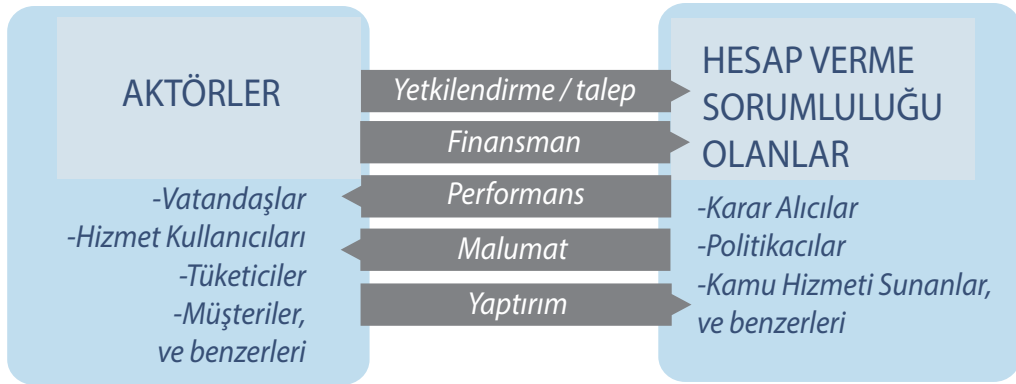 AKTÖRLER
-Vatandaşlar
-Hizmet Kullanıcıları
-Tüketiciler
-Müşteriler,
ve benzerleri
Yetkilendirme / talep
Finansman
Performans
Malumat
Yaptırım
HESAP VERME
SORUMLULUĞU
OLANLAR
-Karar Alıcılar
-Politikacılar
-Kamu Hizmeti Sunanlar,
ve benzerleri